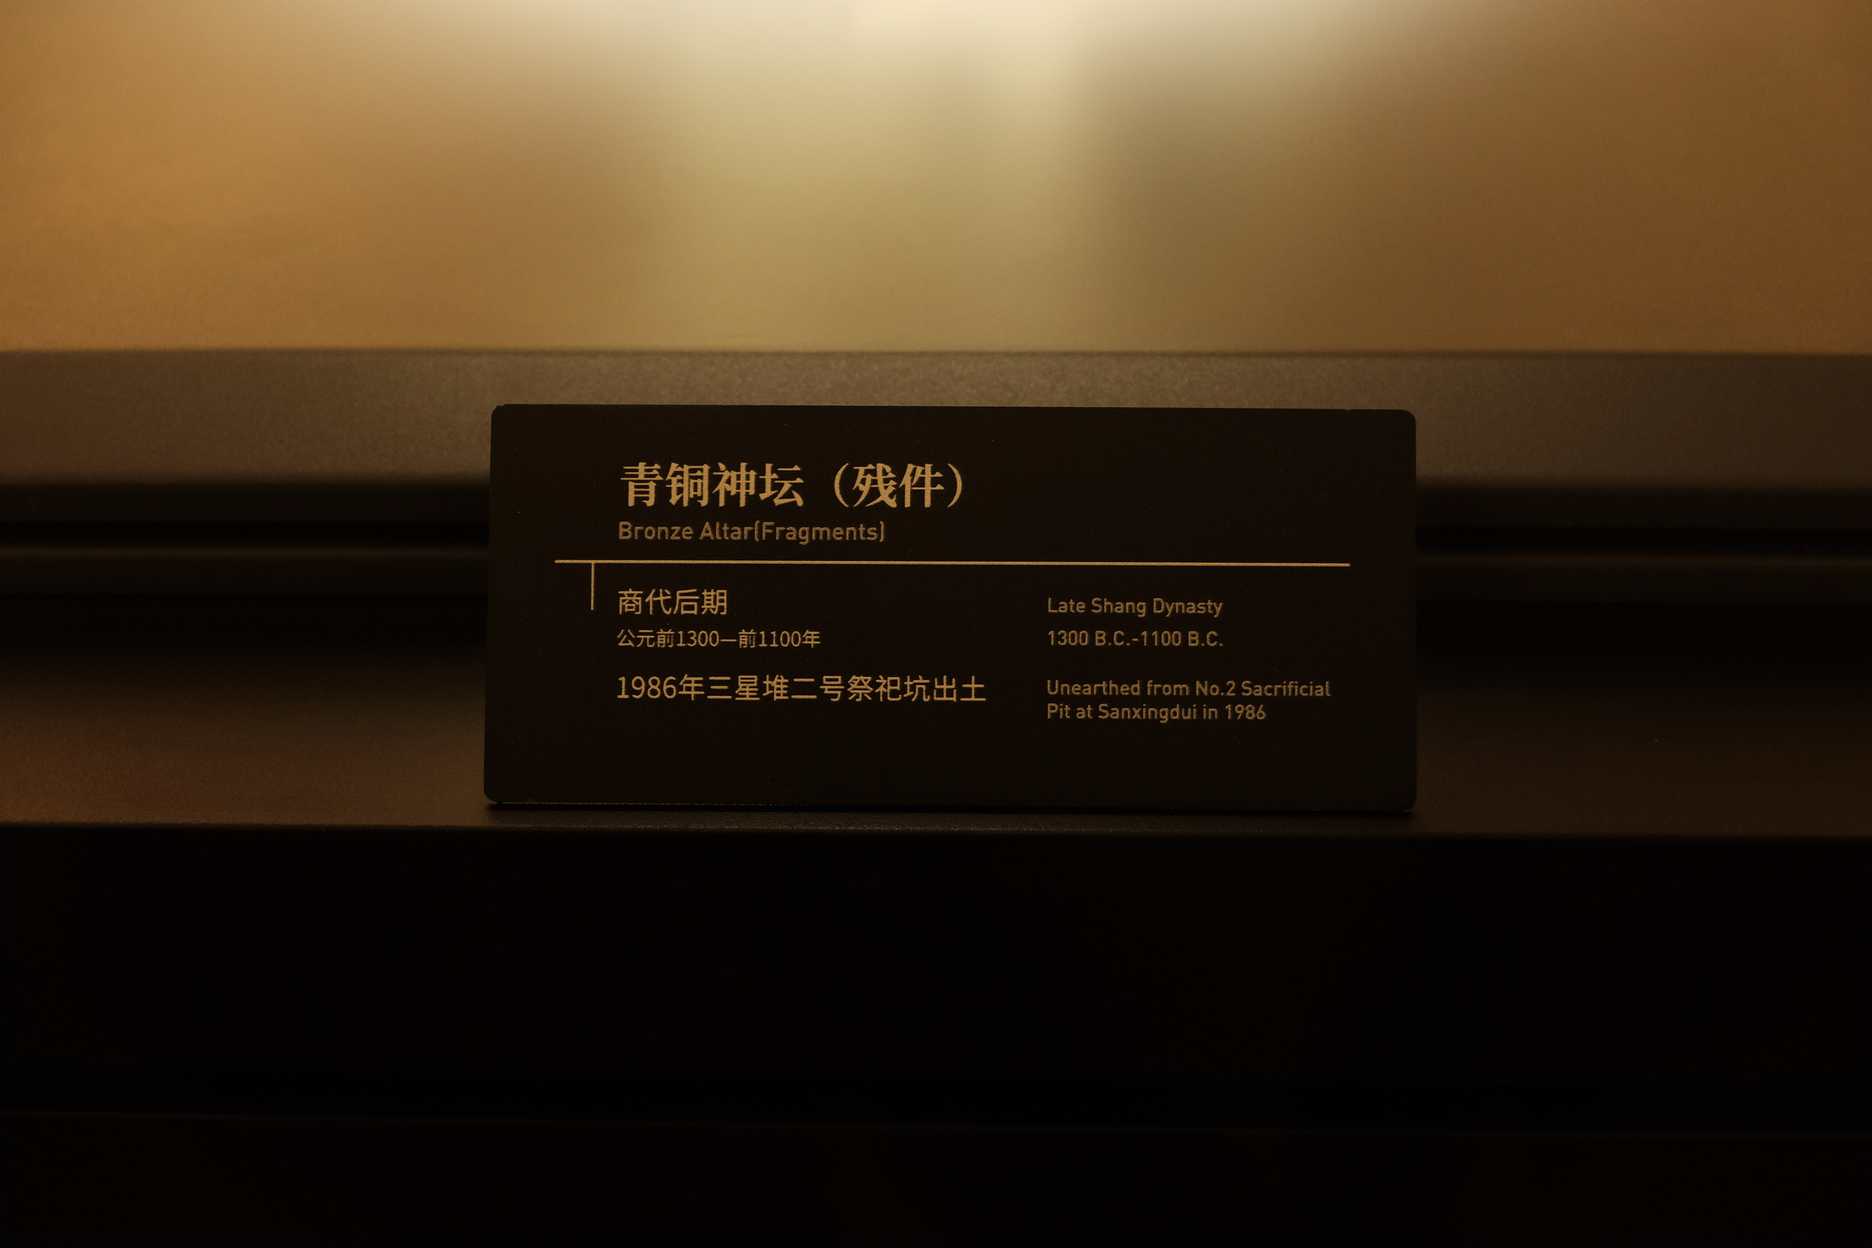 青铜神坛（残件）
Bronze Altar(Fragments)
商代后期
公元前1300—前1100年
1986年三星堆二号祭祀坑出土
Late Shang Dynasty
1300 B.C.-1100 B.C.
Unearthed from No.2 Sacrificial
Pit at Sanxingdui in 1986